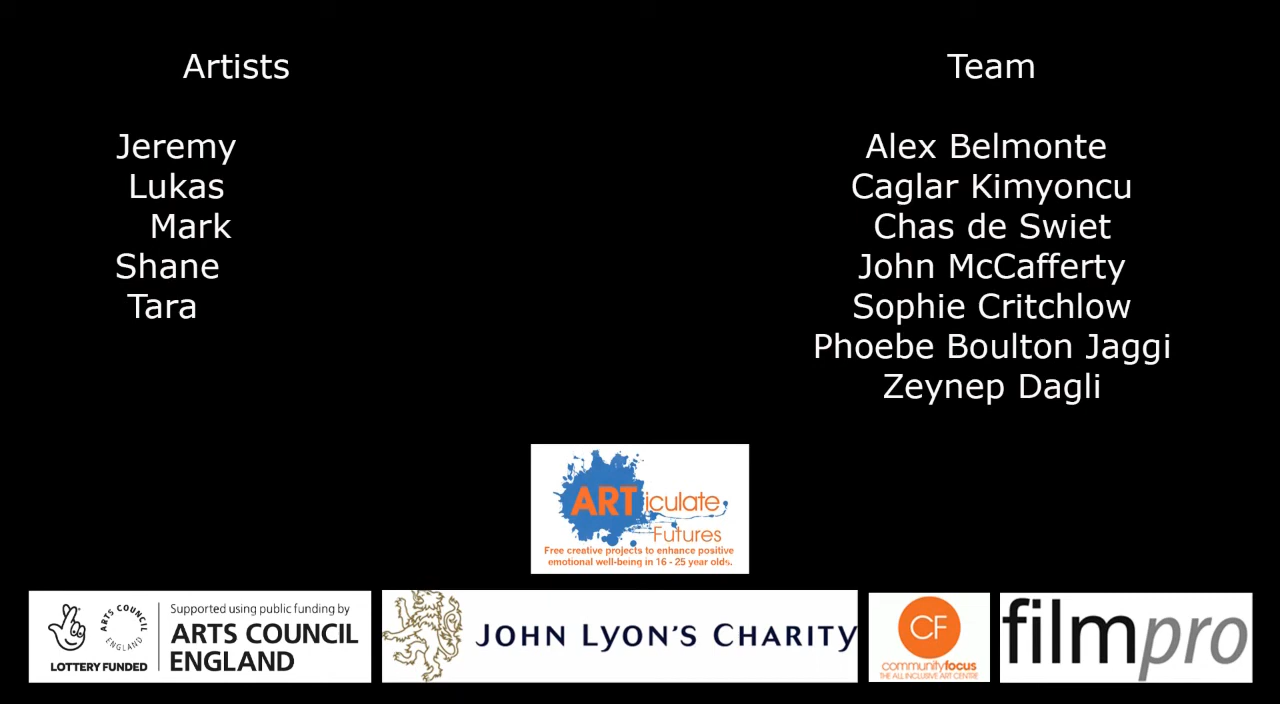 Artists
Jeremy
Lukas
Mark
Shane
Tara
Team
Alex Belmonte
Caglar Kimyoncu
Chas de Swiet
John McCafferty
Sophie Critchlow
Phoebe Boulton Jaggi
Zeynep Dagli
ARTiculate
Futures
Free creative projects to enhance positive
emotional well-being in 16 - 25 year olds.
LOTTERY FUNDED
ARTS COUNCIL ENGLAND
Supported using public funding by
ARTS COUNCIL
ENGLAND
JOHN LYON'S CHARITY
CF
communityfocus
THE ALL INCLUSIVE ART CENTRE
filmpro